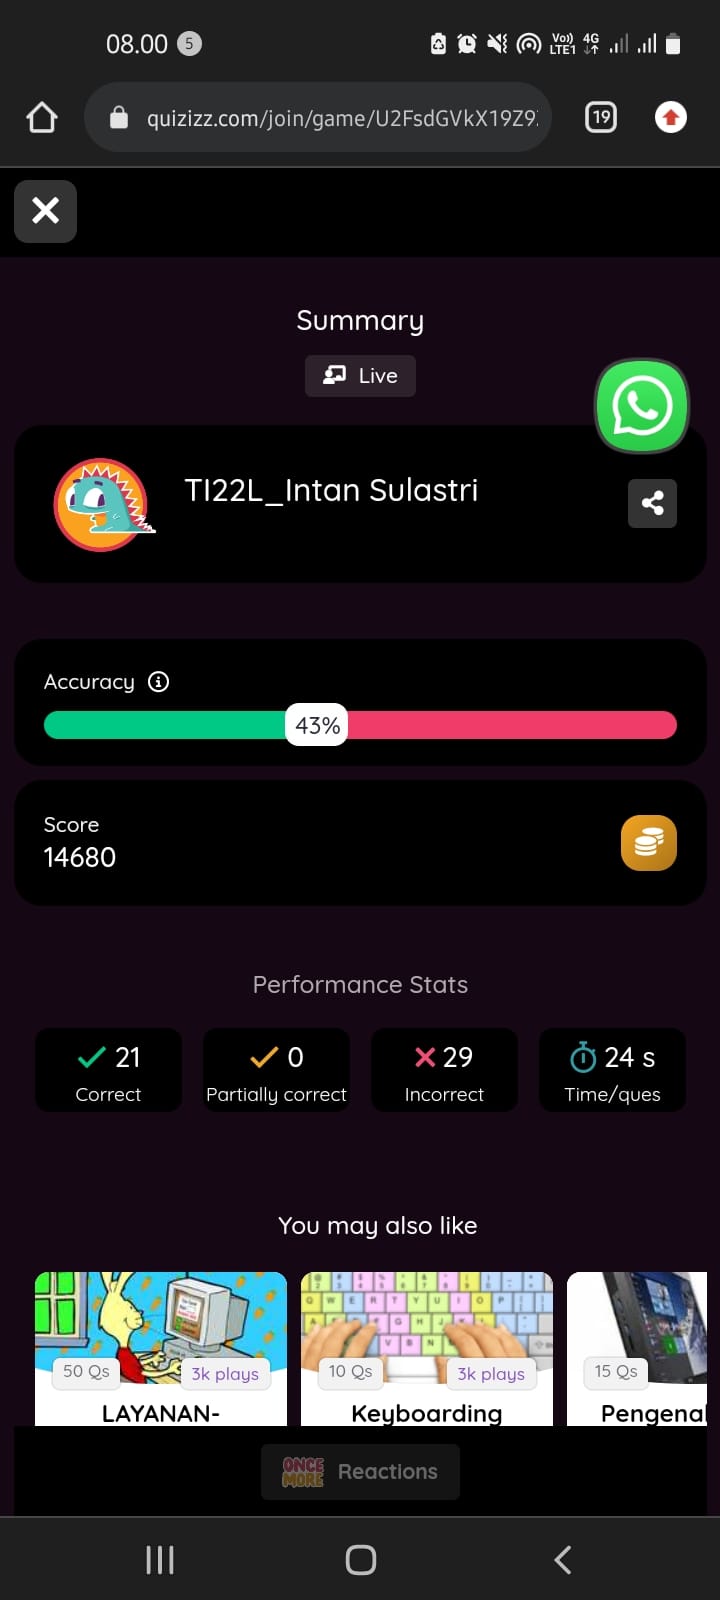 08.00 5
Vo)) LTE1 4G
quizizz.com/join/game/U2FsdGVkX19Z9
19
Summary
Live
TI22L_Intan Sulastri
Accuracy
43%
Score
14680
Performance Stats
21 0 29 24 s
Correct Partially correct Incorrect Time/ques
You may also like
50 Qs 3k plays 10 Qs 3k plays 15 Qs
LAYANAN- Keyboarding Pengenal
ONCE MORE Reactions